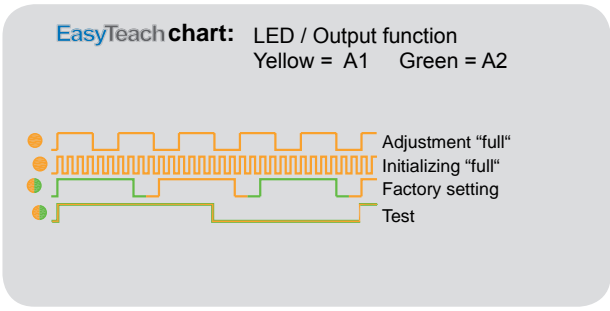 EasyTeach chart: LED / Output function
Yellow = A1 Green = A2
Adjustment “full“
Initializing “full“
Factory setting
Test